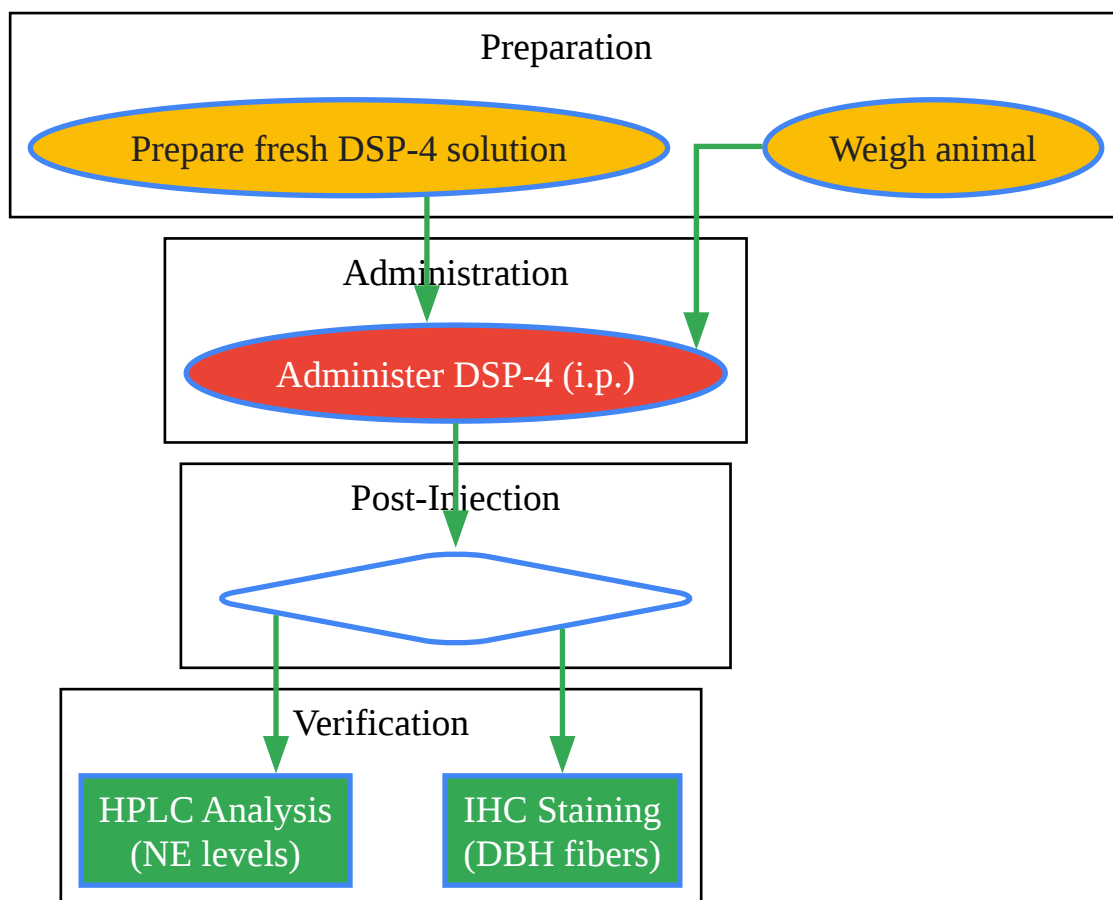 Preparation
Prepare fresh DSP-4 solution
Weigh animal
Administration
Administer DSP-4 (i.p.)
Post-Injection
Verification
HPLC Analysis
(NE levels)
IHC Staining
(DBH fibers)